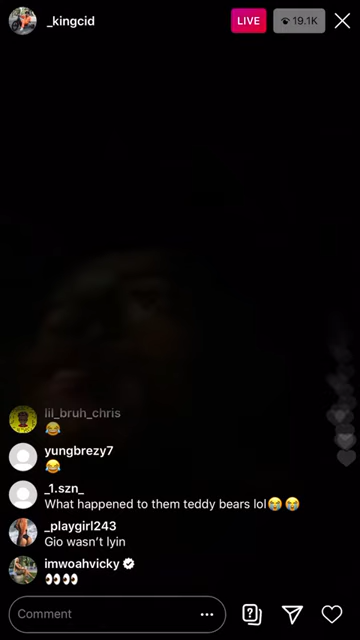 _kingcid
LIVE
19.1K
lil_bruh_chris
😂
yungbrezy7
😂
_1.szn_
What happened to them teddy bears lol😭😭
_playgirl243
Gio wasn't lyin
imwoahvicky
👀👀
Comment